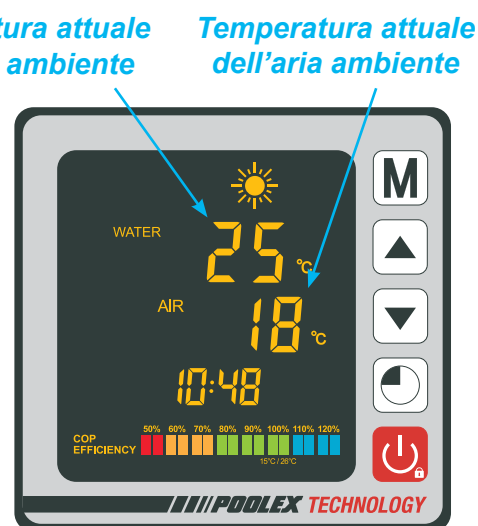 attuale
ambiente
Temperatura attuale
dell'aria ambiente
M
WATER
25 °C
AIR
18 °C
10:48
50% 60% 70% 80% 90% 100% 110% 120%
COP
EFFICIENCY
15°C / 26°C
POOLEX TECHNOLOGY